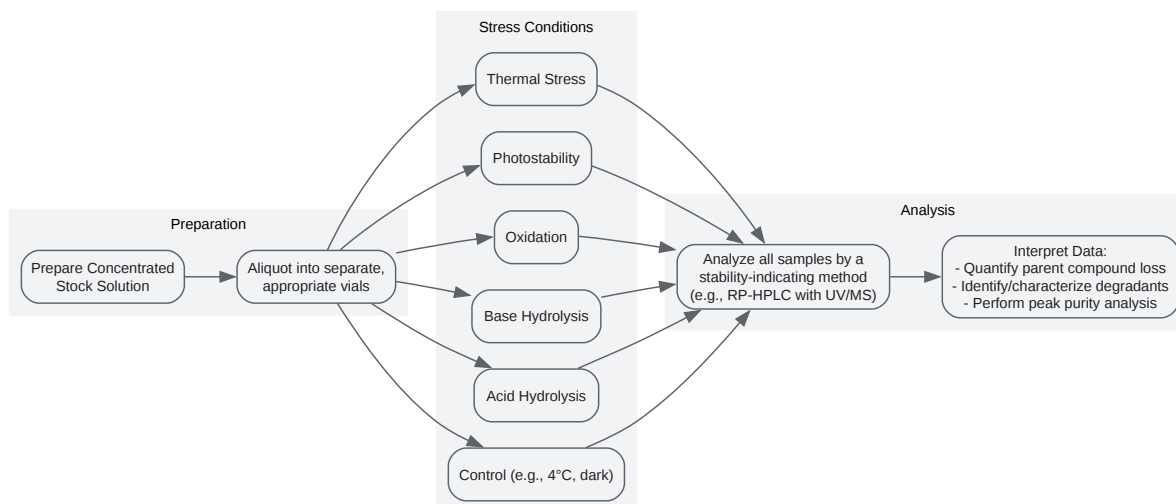 Stress Conditions
Thermal Stress
Photostability
Preparation
Analysis
Oxidation
Prepare Concentrated
Stock Solution
Aliquot into separate,
appropriate vials
Analyze all samples by a
stability-indicating method
(e.g., RP-HPLC with UV/MS)
Interpret Data:
- Quantify parent compound loss
- Identify/characterize degradants
- Perform peak purity analysis
Base Hydrolysis
Acid Hydrolysis
Control (e.g., 4°C, dark)